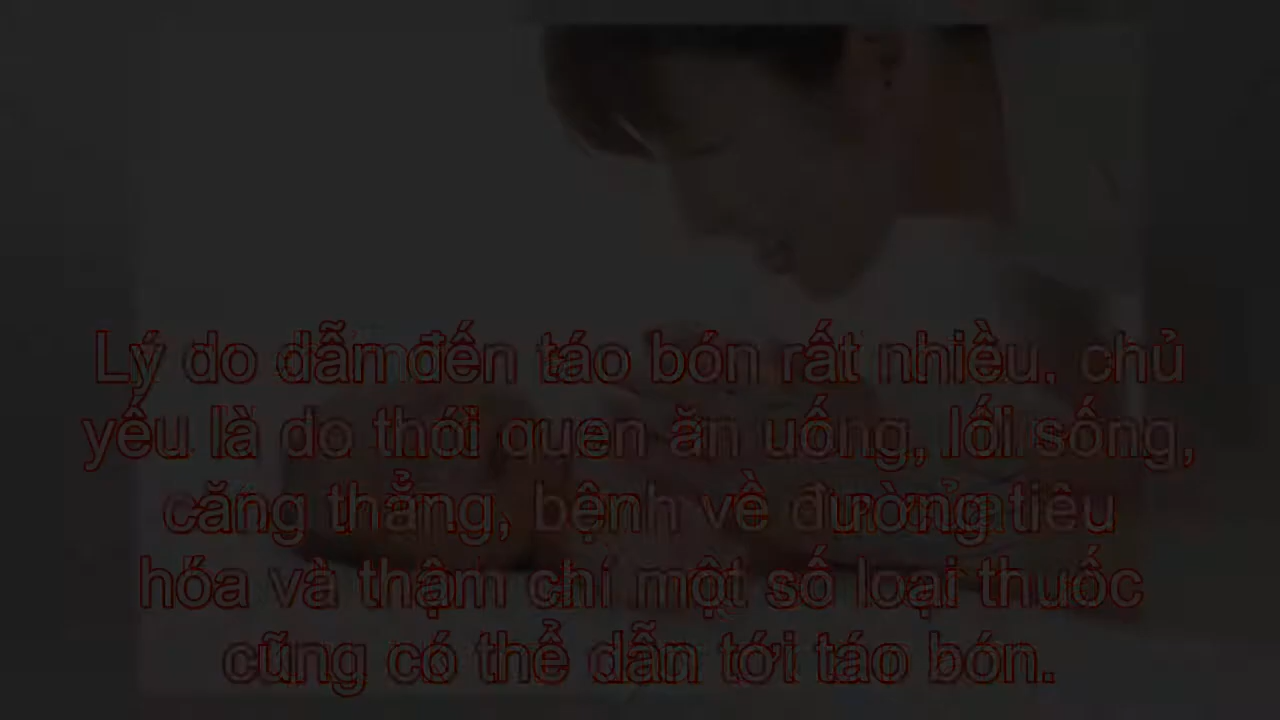 Lý do dẫn đến táo bón rất nhiều. chủ
yếu là do thói quen ăn uống, lối sống,
căng thẳng, bệnh về đường tiêu
hóa và thậm chí một số loại thuốc
cũng có thể dẫn tới táo bón.